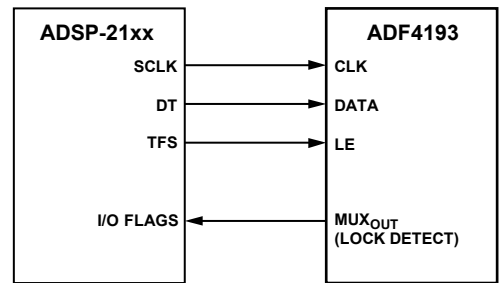 ADSP-21xx
ADF4193
SCLK
CLK
DT
DATA
TFS
LE
I/O FLAGS
MUXOUT
(LOCK DETECT)